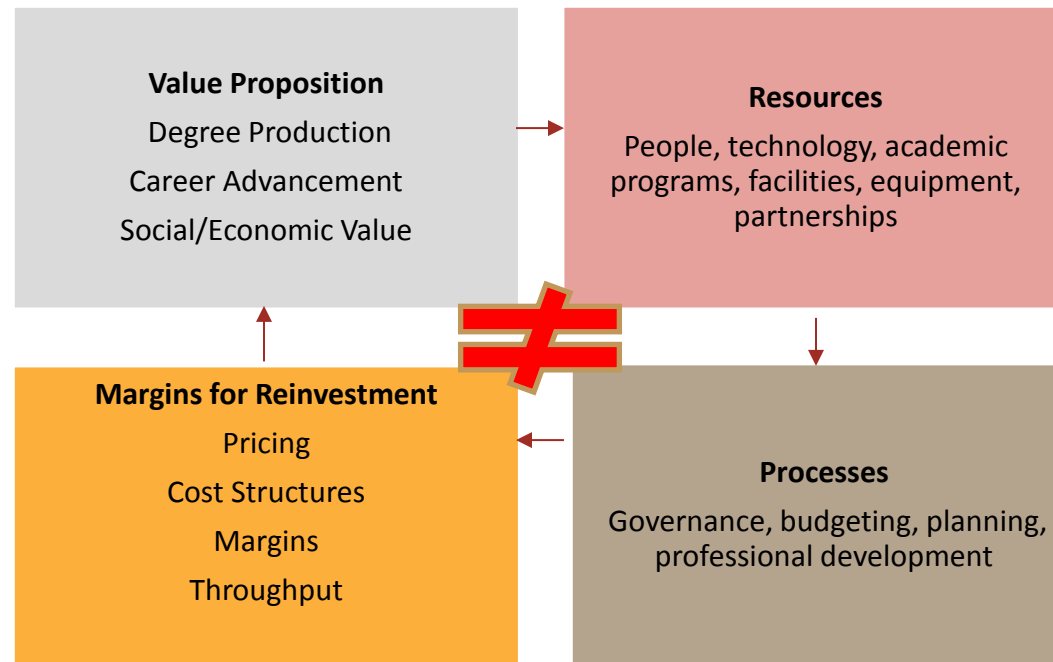 Value Proposition
Degree Production
Career Advancement
Social/Economic Value
Resources
People, technology, academic
programs, facilities, equipment,
partnerships
Margins for Reinvestment
Pricing
Cost Structures
Margins
Throughput
Processes
Governance, budgeting, planning,
professional development